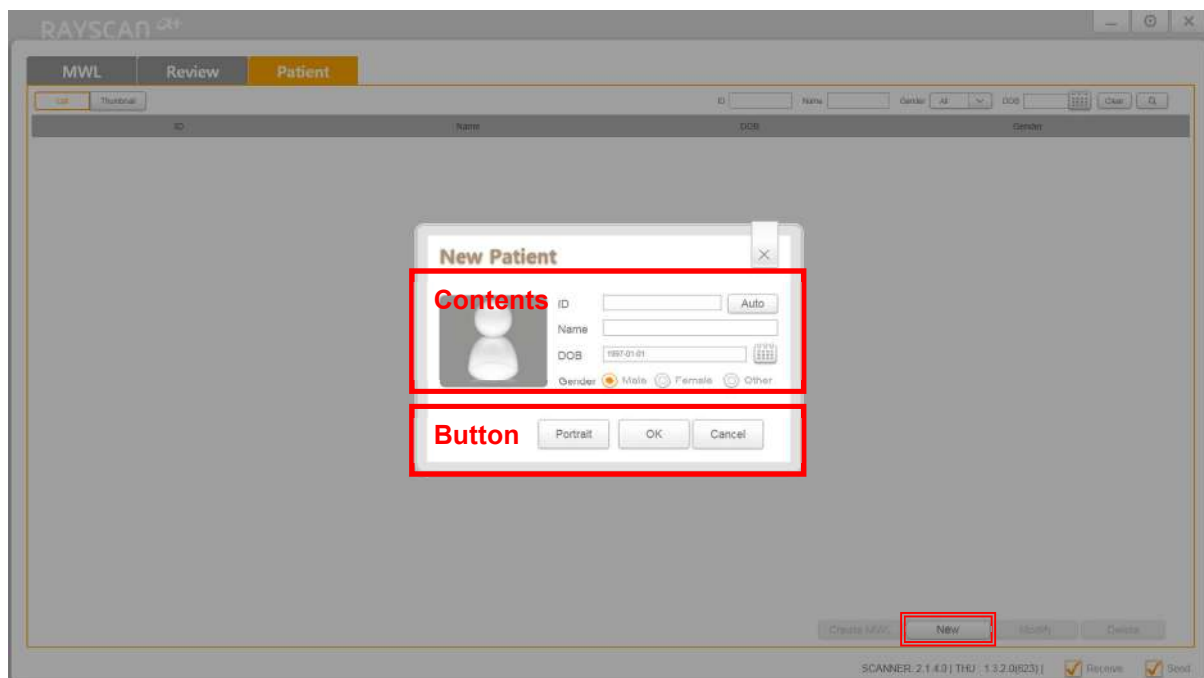 RAYSCAN α+
MWL Review Patient
List Thumbnail ID Name Gender All DOB Clear
ID Name DOB Gender
New Patient
Contents
ID Auto
Name
DOB 1997-01-01
Gender Male Female Other
Button Portrait OK Cancel
Create MWL New Modify Delete
SCANNER: 2.1.4.0 | THU : 1.3.2.0(623) | Receive Send